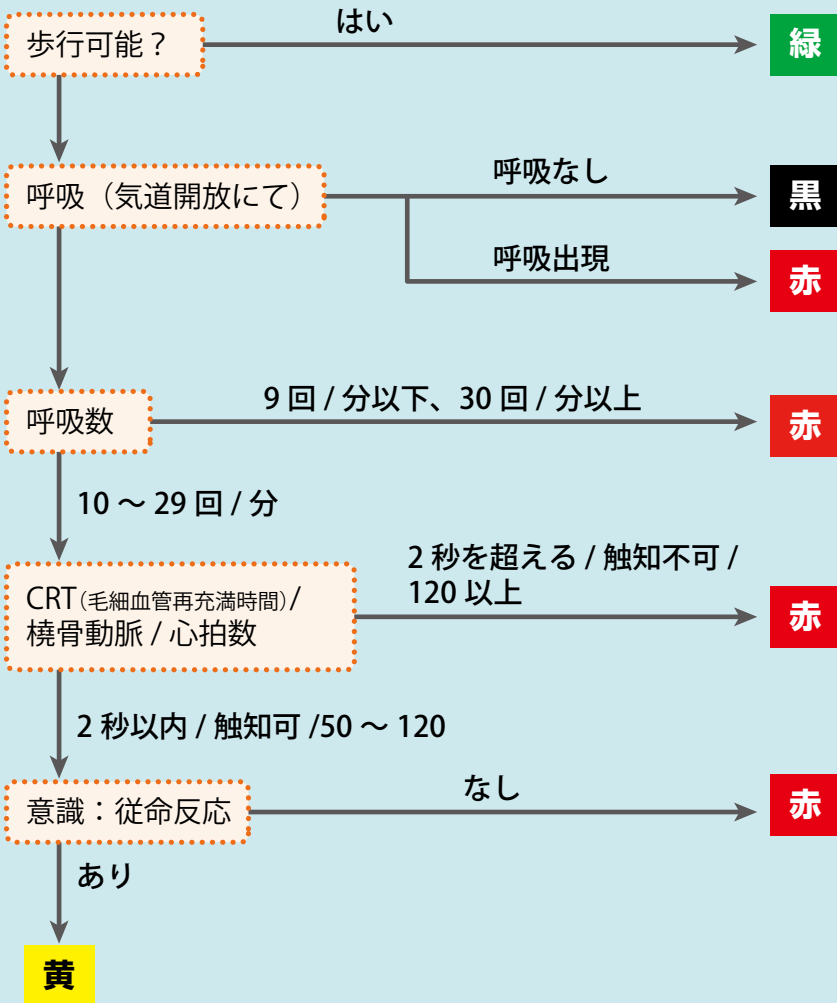 はい
歩行可能？
緑
呼吸（気道開放にて）
呼吸なし
黒
呼吸出現
赤
呼吸数
9 回 / 分以下、30 回 / 分以上
赤
10 ～ 29 回 / 分
CRT（毛細血管再充満時間）/
橈骨動脈 / 心拍数
2 秒を超える / 触知不可 /
120 以上
赤
2 秒以内 / 触知可 /50 ～ 120
意識：従命反応
なし
赤
あり
黄